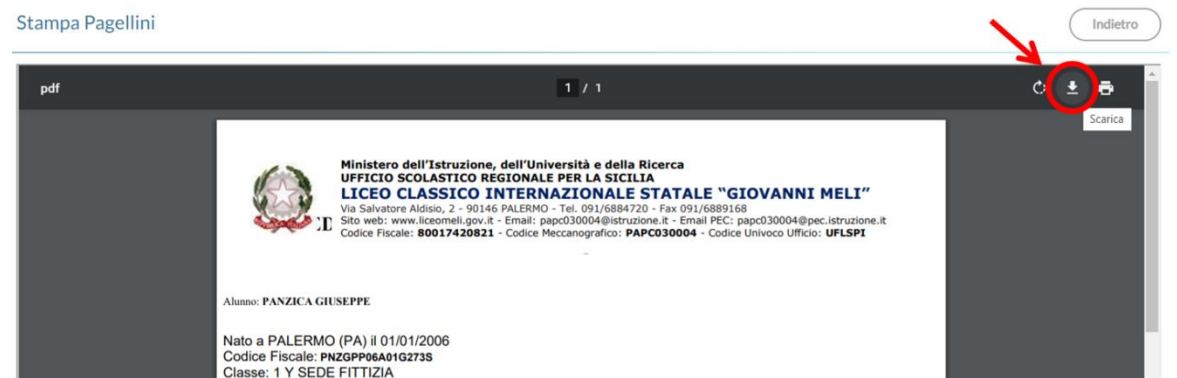 Stampa Pagellini
Indietro
pdf
1 / 1
Scarica
Ministero dell'Istruzione, dell'Università e della Ricerca
UFFICIO SCOLASTICO REGIONALE PER LA SICILIA
LICEO CLASSICO INTERNAZIONALE STATALE "GIOVANNI MELI"
Via Salvatore Aldisio, 2 - 90146 PALERMO - Tel. 091/6884720 - Fax 091/6889168
Sito web: www.liceomeli.gov.it - Email: papc030004@istruzione.it - Email PEC: papc030004@pec.istruzione.it
Codice Fiscale: 80017420821 - Codice Meccanografico: PAPC030004 - Codice Univoco Ufficio: UFLSPI
Alunno: PANZICA GIUSEPPE
Nato a PALERMO (PA) il 01/01/2006
Codice Fiscale: PNZGPP06A01G273S
Classe: 1 Y SEDE FITTIZIA